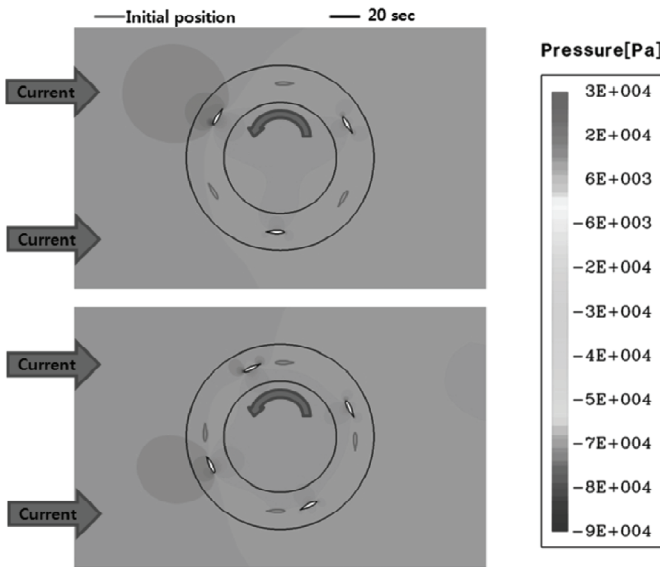 Initial position
20 sec
Current
Current
Current
Current
Pressure[Pa]
3E+004
2E+004
6E+003
-6E+003
-2E+004
-3E+004
-4E+004
-5E+004
-7E+004
-8E+004
-9E+004